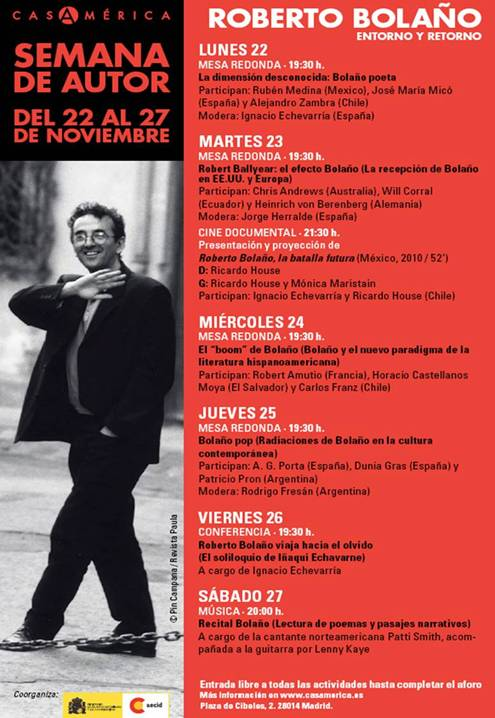 CASAMÉRICA
SEMANA
DE AUTOR
DEL 22 AL 27
DE NOVIEMBRE
ROBERTO BOLAÑO
ENTORNO Y RETORNO
LUNES 22
MESA REDONDA - 19:30 h.
La dimensión desconocida: Bolaño poeta
Participan: Rubén Medina (Mexico), José María Micó
(España) y Alejandro Zambra (Chile)
Modera: Ignacio Echevarría (España)
MARTES 23
MESA REDONDA - 19:30 h.
Robert Ballyear: el efecto Bolaño (La recepción de Bolaño
en EE.UU. y Europa)
Participan: Chris Andrews (Australia), Will Corral
(Ecuador) y Heinrich von Berenberg (Alemania)
Modera: Jorge Herralde (España)
CINE DOCUMENTAL - 21:30 h.
Presentación y proyección de
Roberto Bolaño, la batalla futura (México, 2010 / 52')
D: Ricardo House
G: Ricardo House y Mónica Maristain
Participan: Ignacio Echevarría y Ricardo House (Chile)
MIÉRCOLES 24
MESA REDONDA - 19:30 h.
El "boom" de Bolaño (Bolaño y el nuevo paradigma de la
literatura hispanoamericana)
Participan: Robert Amutio (Francia), Horacio Castellanos
Moya (El Salvador) y Carlos Franz (Chile)
JUEVES 25
MESA REDONDA - 19:30 h.
Bolaño pop (Radiaciones de Bolaño en la cultura
contemporánea)
Participan: A. G. Porta (España), Dunia Gras (España) y
Patricio Pron (Argentina)
Modera: Rodrigo Fresán (Argentina)
VIERNES 26
CONFERENCIA - 19:30 h.
Roberto Bolaño viaja hacia el olvido
(El soliloquio de Iñaqui Echavarne)
A cargo de Ignacio Echevarría
SÁBADO 27
MÚSICA - 20:00 h.
Recital Bolaño (Lectura de poemas y pasajes narrativos)
A cargo de la cantante norteamericana Patti Smith, acom-
pañada a la guitarra por Lenny Kaye
Entrada libre a todas las actividades hasta completar el aforo
Más información en www.casamerica.es
Plaza de Cibeles, 2. 28014 Madrid.
© Pin Campana / Revista Paula
Coorganiza:
aecid